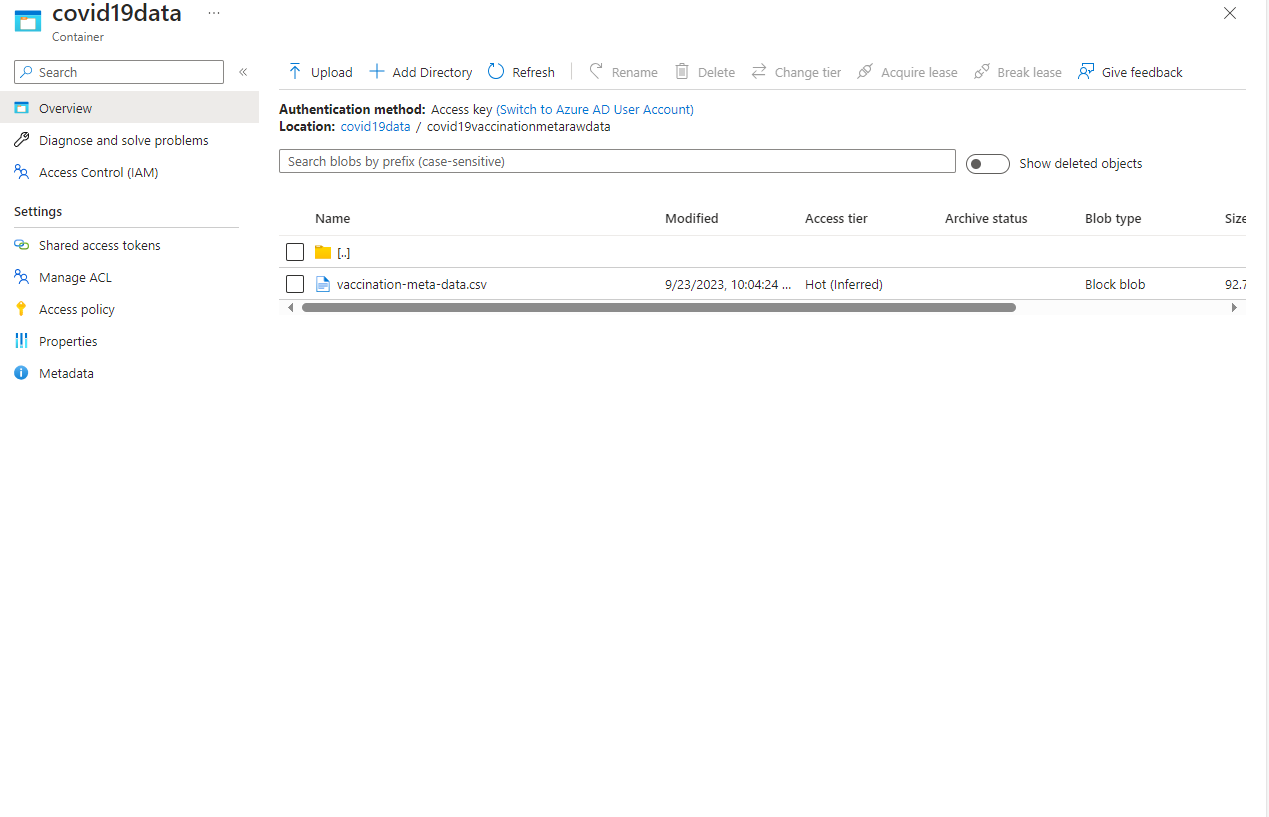 covid19data ...
Container
Search «
Overview
Diagnose and solve problems
Access Control (IAM)
Settings
Shared access tokens
Manage ACL
Access policy
Properties
Metadata
Upload Add Directory Refresh Rename Delete Change tier Acquire lease Break lease Give feedback
Authentication method: Access key (Switch to Azure AD User Account)
Location: covid19data / covid19vaccinationmetarawdata
Search blobs by prefix (case-sensitive) Show deleted objects
Name Modified Access tier Archive status Blob type Size
[..]
vaccination-meta-data.csv 9/23/2023, 10:04:24 ... Hot (Inferred) Block blob 92.7